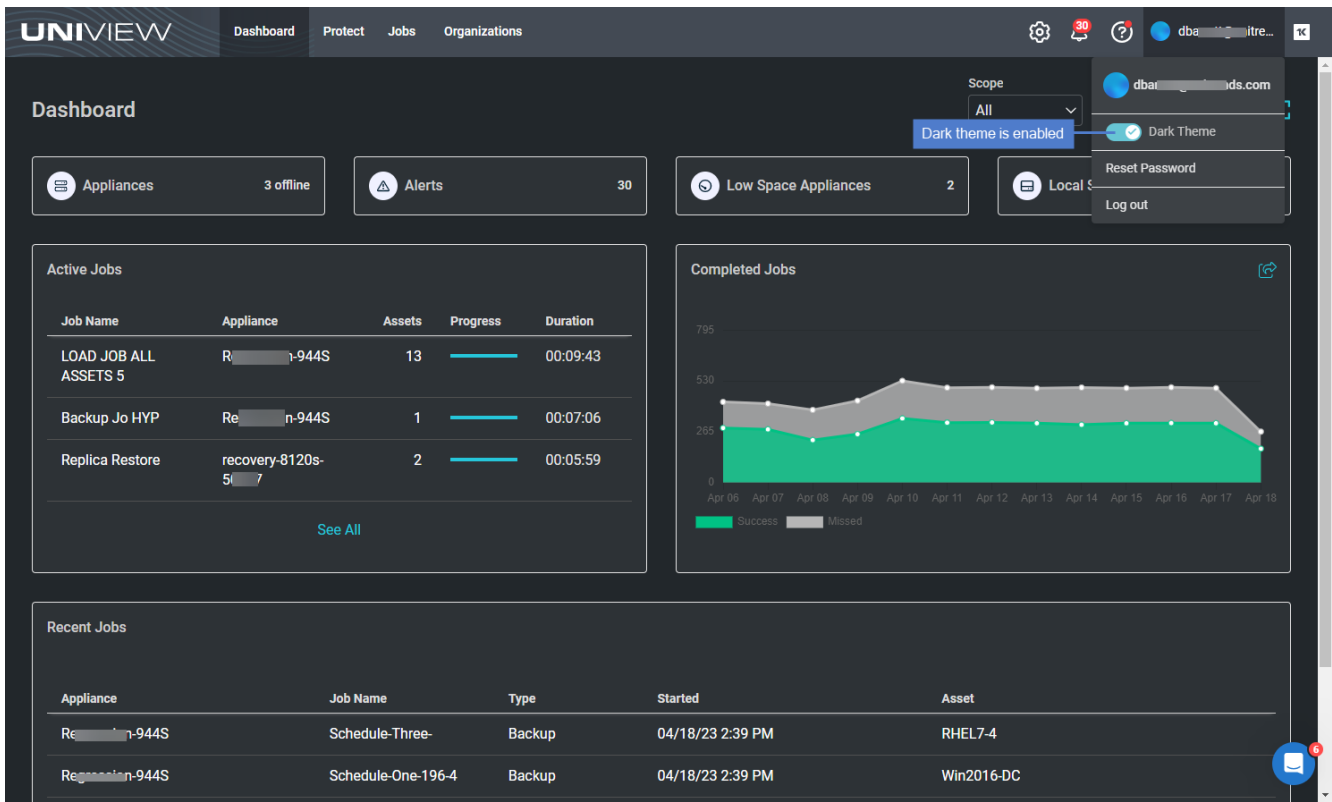 UNIVIEW Dashboard Protect Jobs Organizations 30 itre...
ds.com
Dashboard
Scope
All
Dark theme is enabled
Dark Theme
Reset Password
Log out
Appliances 3 offline
Alerts 30
Low Space Appliances 2
Local
Active Jobs
Job Name Appliance Assets Progress Duration
LOAD JOB ALL ASSETS 5 -944S 13 00:09:43
Backup Jo HYP Re n-944S 1 00:07:06
Replica Restore recovery-8120s- 2 00:05:59
See All
Completed Jobs
795
530
265
0
Apr 06 Apr 07 Apr 08 Apr 09 Apr 10 Apr 11 Apr 12 Apr 13 Apr 14 Apr 15 Apr 16 Apr 17 Apr 18
Success Missed
Recent Jobs
Appliance Job Name Type Started Asset
Re n-944S Schedule-Three- Backup 04/18/23 2:39 PM RHEL7-4
n-944S Schedule-One-196-4 Backup 04/18/23 2:39 PM Win2016-DC
6